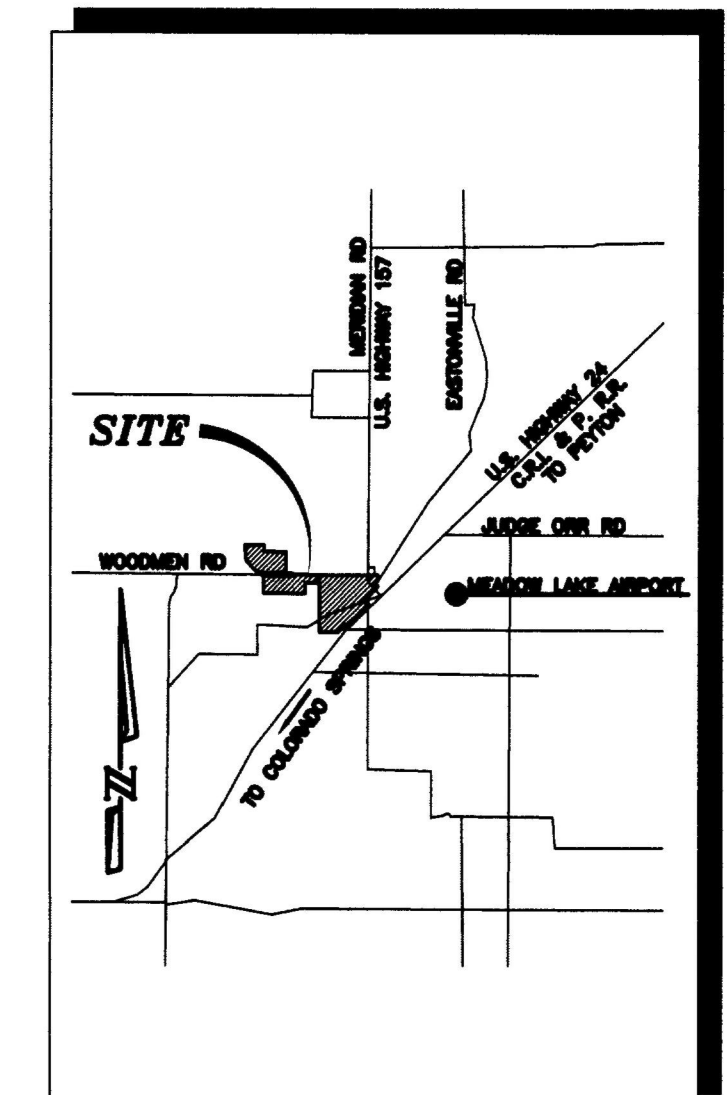 MERIDIAN RD
U.S. HIGHWAY 157
EASTONVILLE RD
U.S. HIGHWAY 24
C.R.I. & P. R.R.
TO PEYTON
SITE
JUDGE ORR RD
WOODMEN RD
MEADOW LAKE AIRPORT
TO COLORADO SPRINGS
N